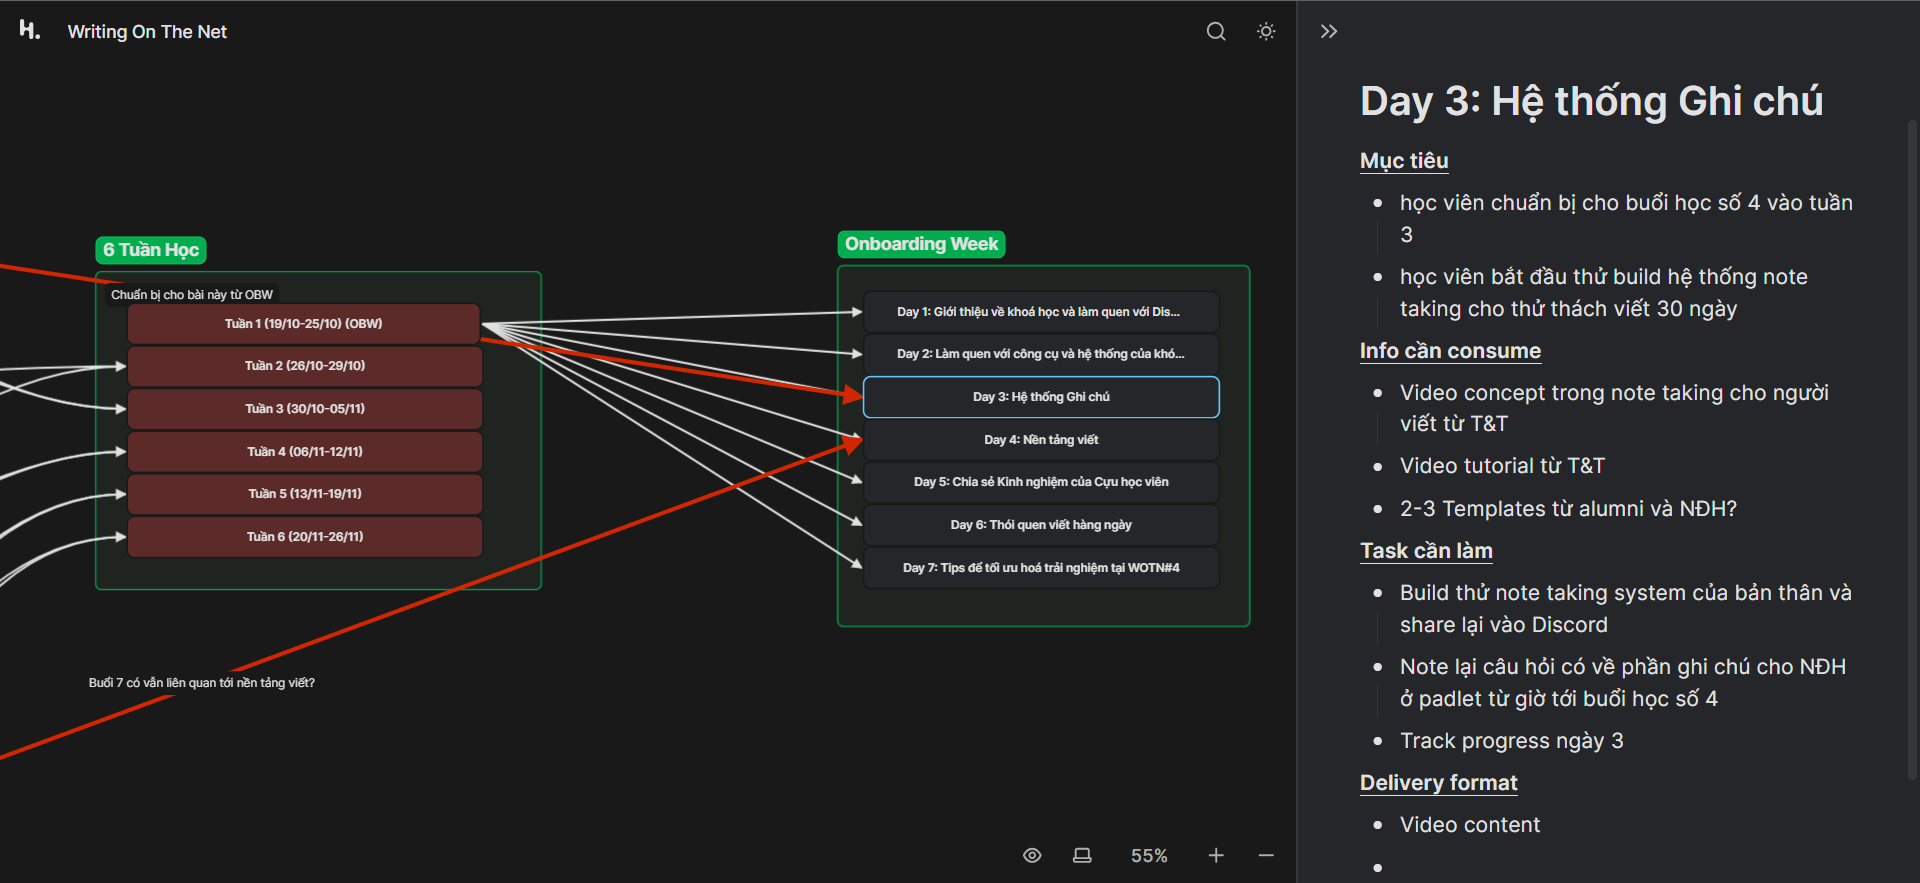 H.
Writing On The Net
6 Tuần Học
Chuẩn bị cho bài này từ OBW
Tuần 1 (19/10-25/10) (OBW)
Tuần 2 (26/10-29/10)
Tuần 3 (30/10-05/11)
Tuần 4 (06/11-12/11)
Tuần 5 (13/11-19/11)
Tuần 6 (20/11-26/11)
Buổi 7 có vẫn liên quan tới nền tảng viết?
Onboarding Week
Day 1: Giới thiệu về khoá học và làm quen với Dis...
Day 2: Làm quen với công cụ và hệ thống của khó...
Day 3: Hệ thống Ghi chú
Day 4: Nền tảng viết
Day 5: Chia sẻ Kinh nghiệm của Cựu học viên
Day 6: Thói quen viết hàng ngày
Day 7: Tips để tối ưu hoá trải nghiệm tại WOTN#4
55%
Day 3: Hệ thống Ghi chú
Mục tiêu
học viên chuẩn bị cho buổi học số 4 vào tuần
3
học viên bắt đầu thử build hệ thống note
taking cho thử thách viết 30 ngày
Info cần consume
Video concept trong note taking cho người
viết từ T&T
Video tutorial từ T&T
2-3 Templates từ alumni và NĐH?
Task cần làm
Build thử note taking system của bản thân và
share lại vào Discord
Note lại câu hỏi có về phần ghi chú cho NĐH
ở padlet từ giờ tới buổi học số 4
Track progress ngày 3
Delivery format
Video content